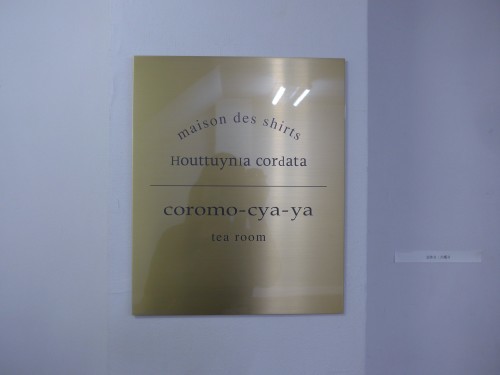 maison des shirts
Houttuynia cordata
coromo-cya-ya
tea room